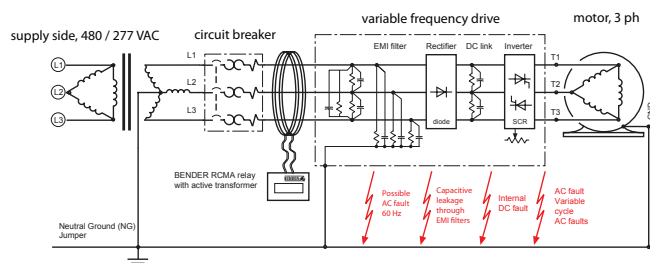 supply side, 480 / 277 VAC
circuit breaker
variable frequency drive
motor, 3 ph
EMI filter
Rectifier
DC link
Inverter
L1
L2
L3
L1
L2
L3
diode
SCR
T1
T2
T3
GND
BENDER RCMA relay
with active transformer
Possible
AC fault
60 Hz
Capacitive
leakage
through
EMI filters
Internal
DC fault
AC fault
Variable
cycle
AC faults
Neutral Ground (NG)
Jumper